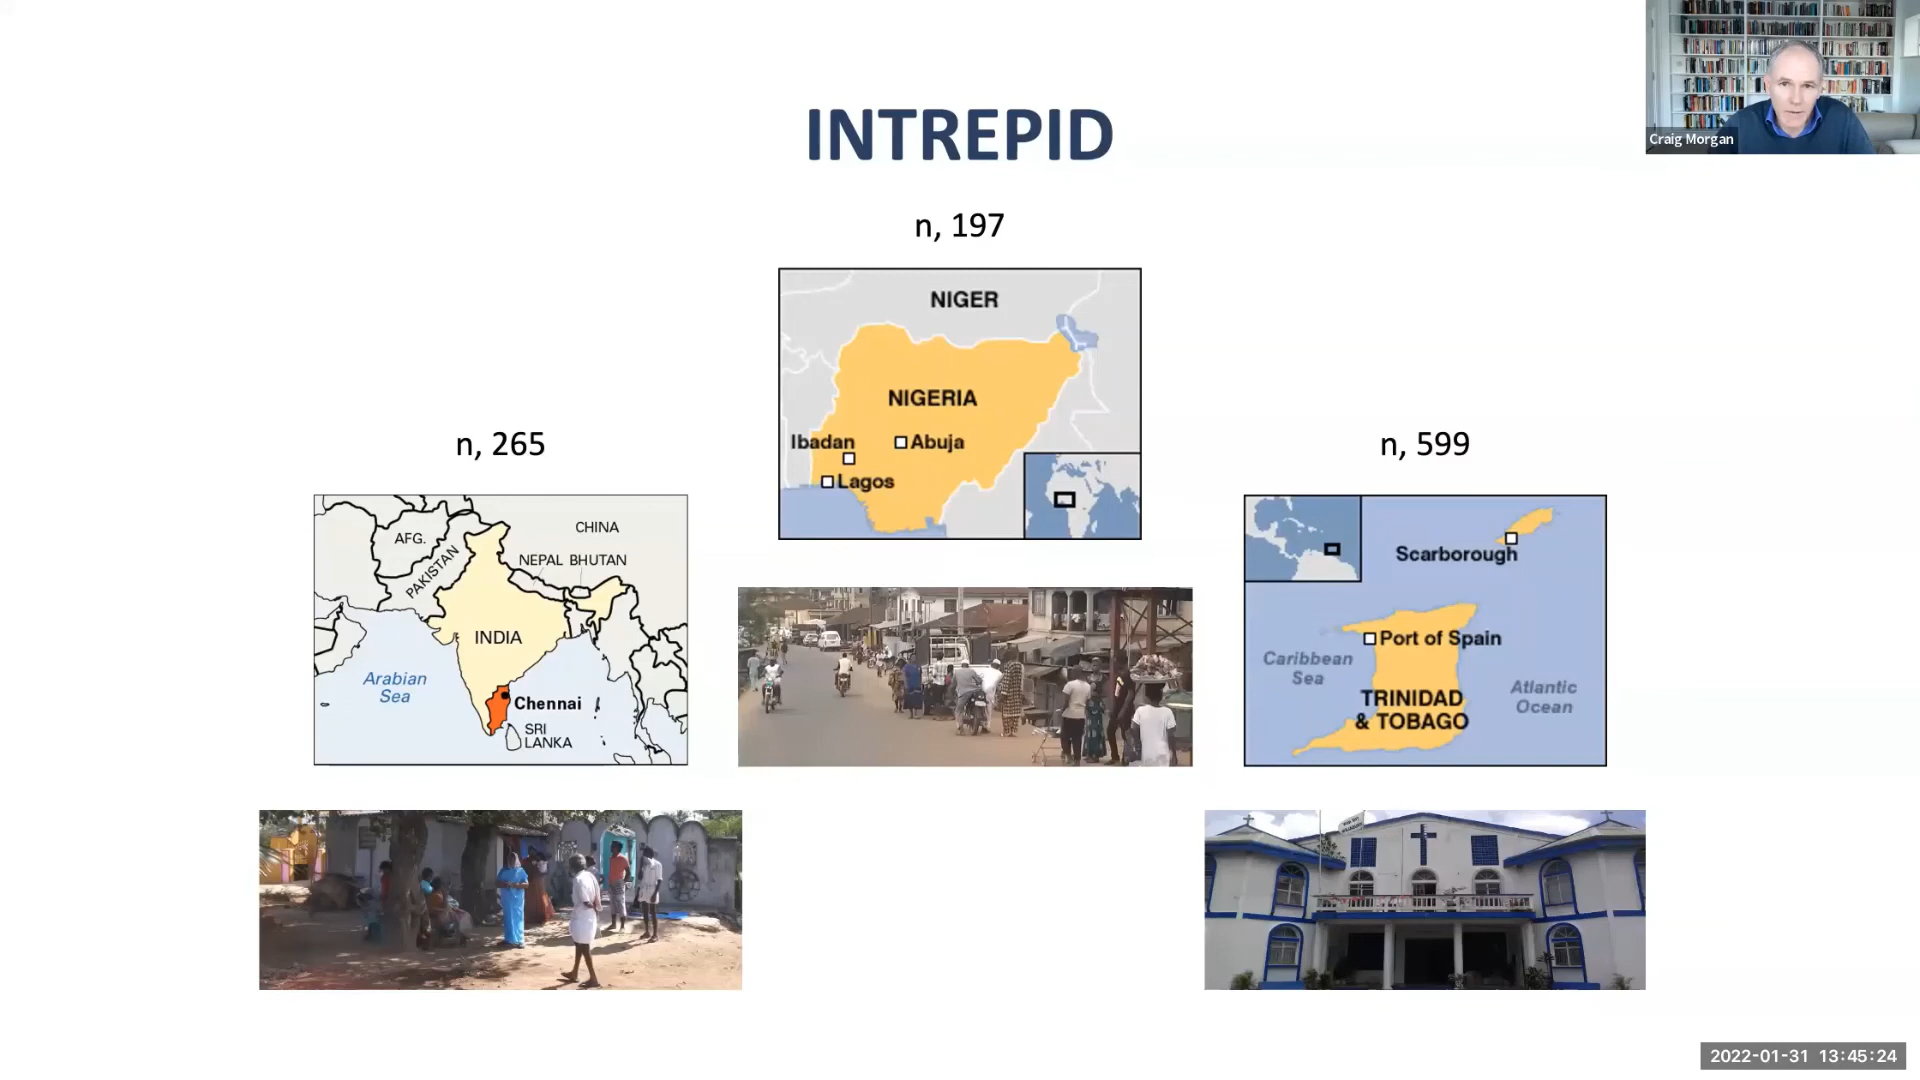 Craig Morgan
INTREPID
n, 197
NIGER
NIGERIA
Ibadan
Abuja
Lagos
n, 265
CHINA
AFG.
PAKISTAN
NEPAL BHUTAN
INDIA
Arabian
Sea
Chennai
SRI
LANKA
n, 599
Scarborough
Port of Spain
Caribbean
Sea
TRINIDAD
& TOBAGO
Atlantic
Ocean
2022-01-31 13:45:24